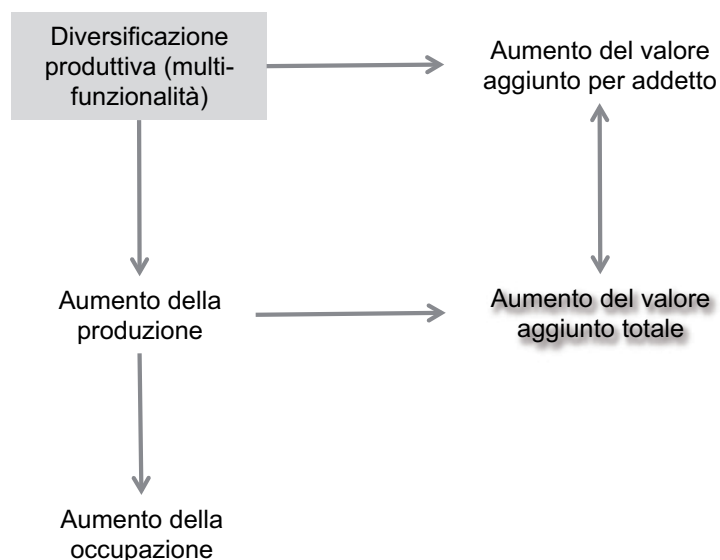 Diversificazione
produttiva (multi-
funzionalità)
Aumento del valore
aggiunto per addetto
Aumento della
produzione
Aumento del valore
aggiunto totale
Aumento della
occupazione